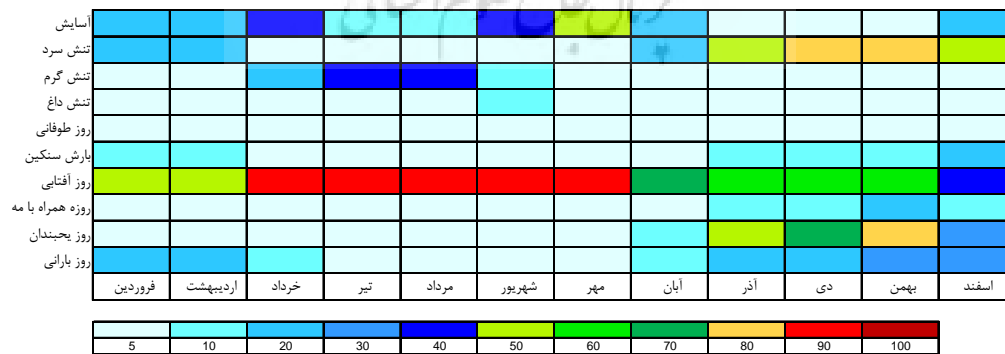 آسایش
تنش سرد
تنش گرم
تنش داغ
روز طوفانی
بارش سنکین
روز آفتابی
روزه همراه با مه
روز یخبندان
روز بارانی
فروردین اردیبهشت خرداد تیر مرداد شهریور مهر آبان آذر دی بهمن اسفند
5 10 20 30 40 50 60 70 80 90 100